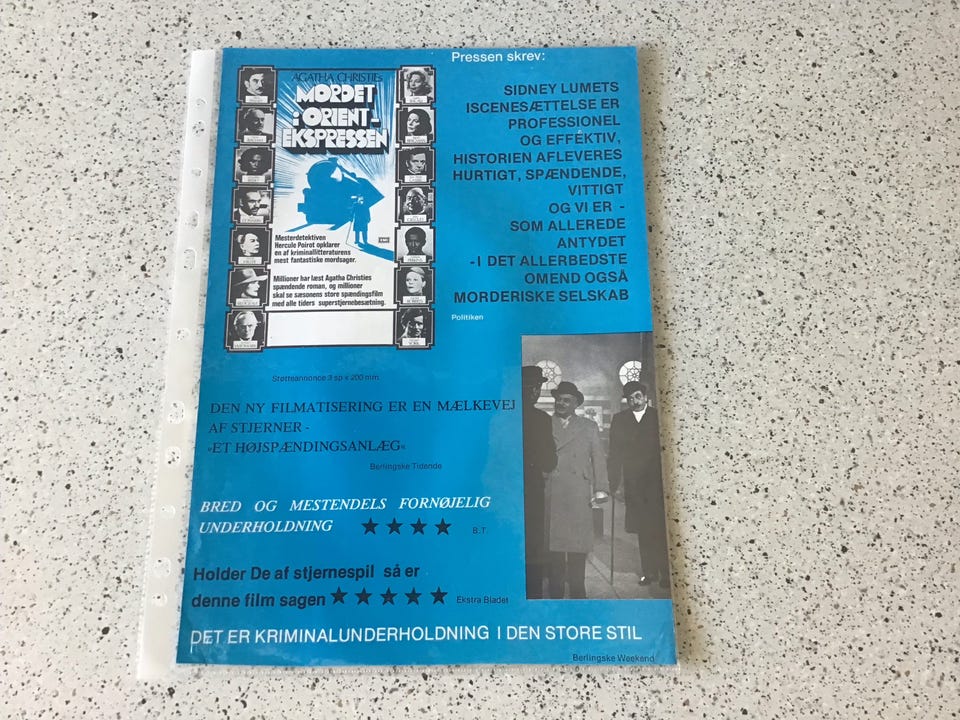 Pressen skrev:
AGATHA CHRISTIEs
MORDET
i ORIENT-
EKSPRESSEN
Mesterdetektiven
Hercule Poirot opklarer
en af kriminallitteraturens
mest fantastiske mordsager.
EMI
Millioner har læst Agatha Christies
spændende roman, og millioner
skal se sæsonens store spændingsfilm
med alle tiders superstjernebesætning.
SIDNEY LUMETS
ISCENESÆTTELSE ER
PROFESSIONEL
OG EFFEKTIV,
HISTORIEN AFLEVERES
HURTIGT, SPÆNDENDE,
VITTIGT
OG VI ER -
SOM ALLEREDE
ANTYDET
-I DET ALLERBEDSTE
OMEND OGSÅ
MORDERISKE SELSKAB
Politiken
Støtteannonce 3 sp x 200 mm
DEN NY FILMATISERING ER EN MÆLKEVEJ
AF STJERNER -
»ET HØJSPÆNDINGSANLÆG«
Berlingske Tidende
BRED OG MESTENDELS FORNØJELIG
UNDERHOLDNING ★★★★ B.T.
Holder De af stjernespil så er
denne film sagen ★★★★★ Ekstra Bladet
DET ER KRIMINALUNDERHOLDNING I DEN STORE STIL
Berlingske Weekend